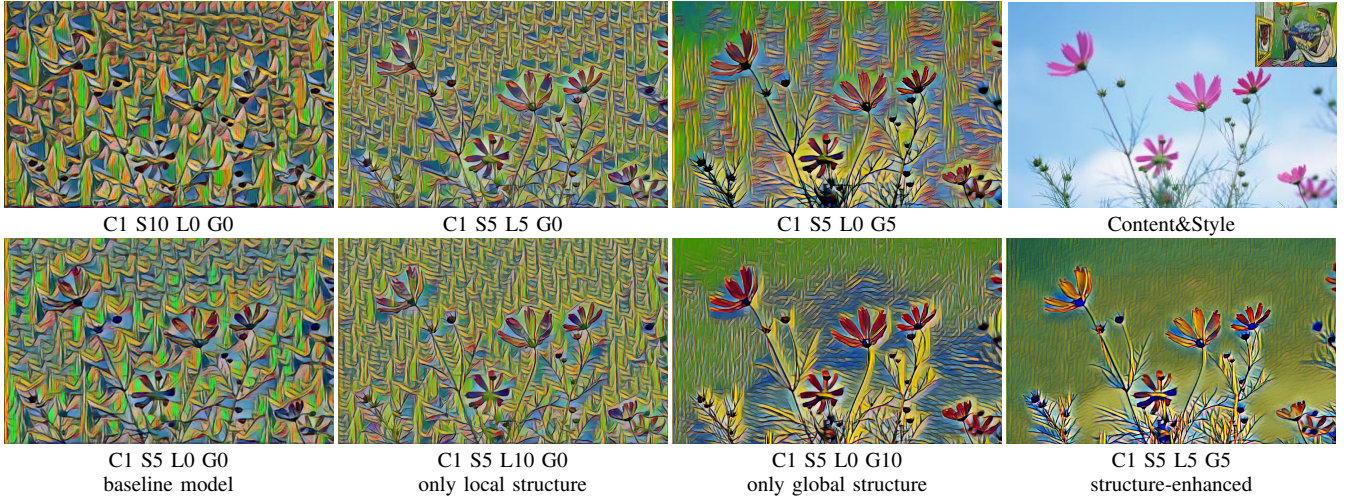 C1 S10 L0 G0
C1 S5 L5 G0
C1 S5 L0 G5
Content&Style
C1 S5 L0 G0
baseline model
C1 S5 L10 G0
only local structure
C1 S5 L0 G10
only global structure
C1 S5 L5 G5
structure-enhanced